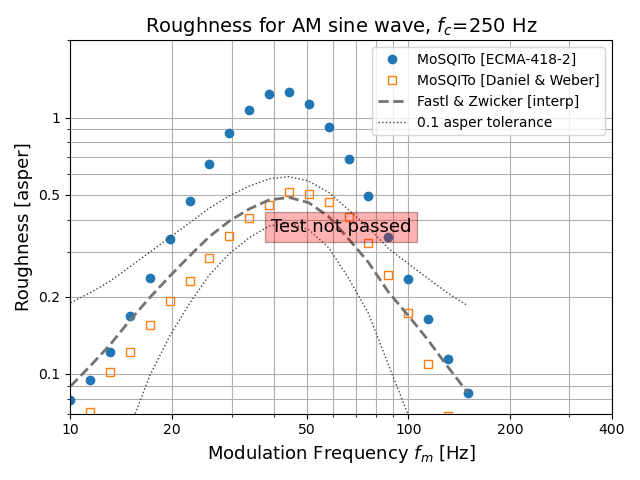 Roughness for AM sine wave, f_c=250 Hz
MoSQITo [ECMA-418-2]
MoSQITo [Daniel & Weber]
Fastl & Zwicker [interp]
0.1 asper tolerance
Roughness [asper]
1
0.5
0.2
0.1
Test not passed
10 20 50 100 200 400
Modulation Frequency f_m [Hz]